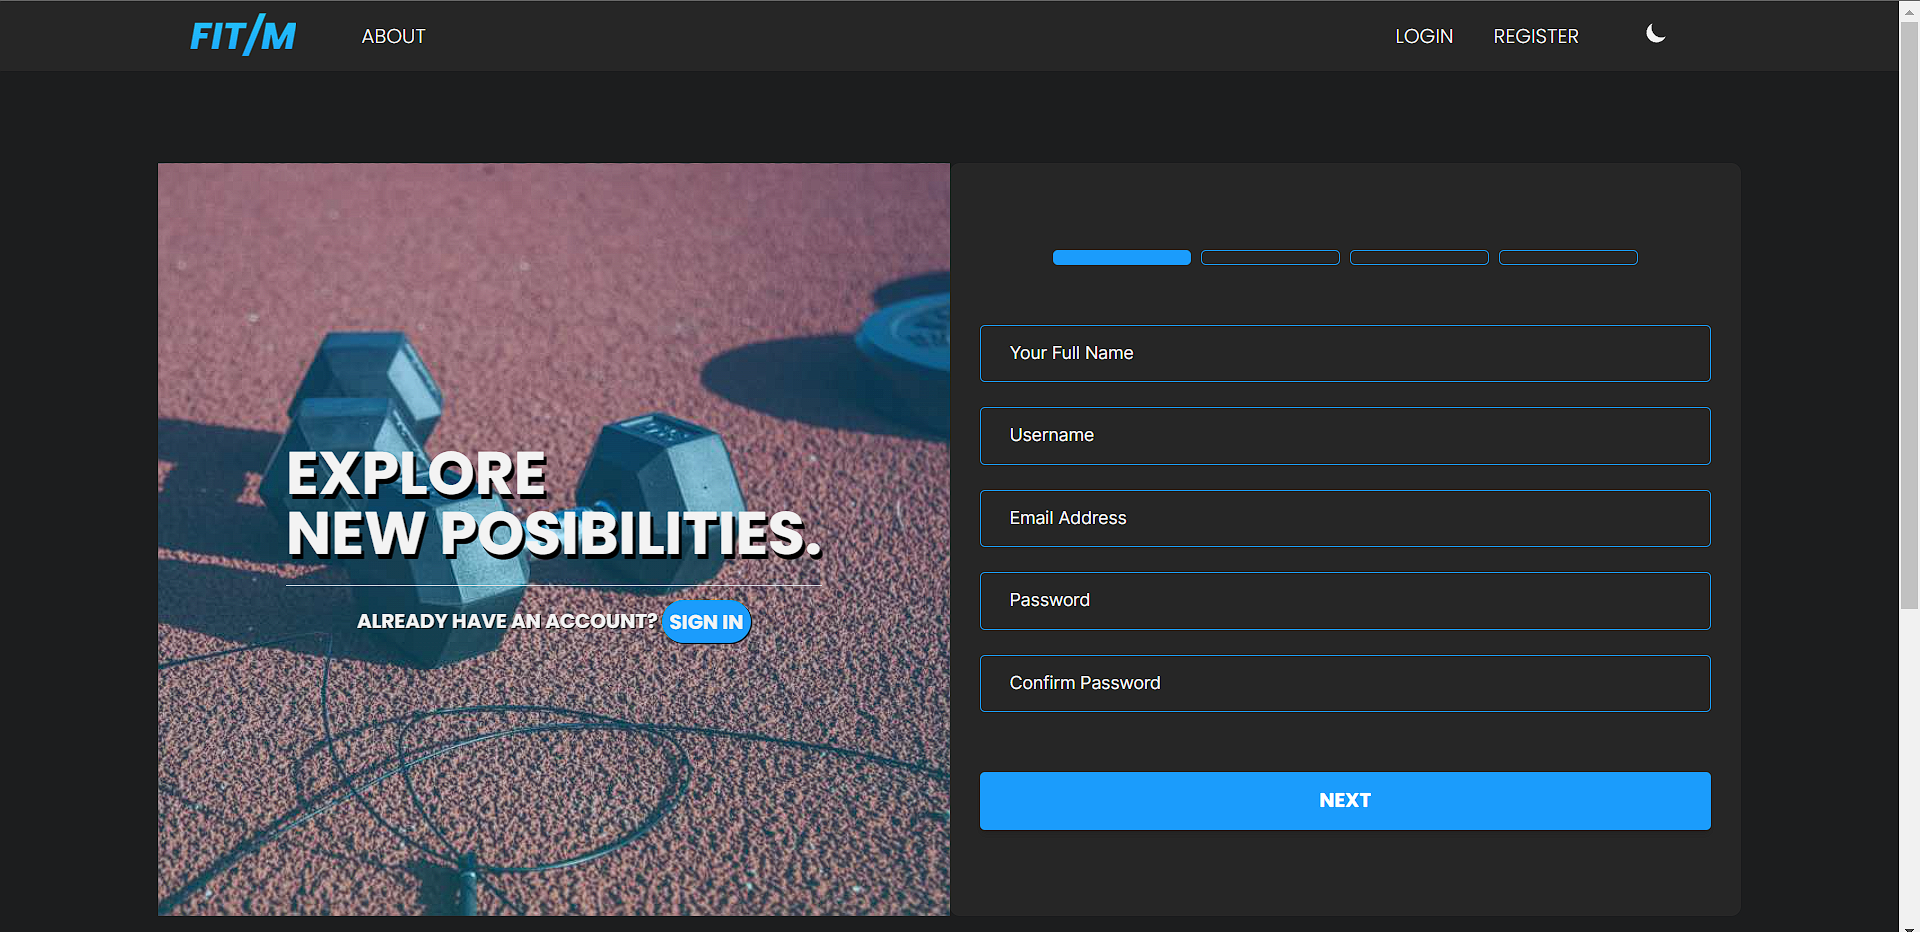 FIT/M
ABOUT
LOGIN
REGISTER
EXPLORE
NEW POSIBILITIES.
ALREADY HAVE AN ACCOUNT? SIGN IN
Your Full Name
Username
Email Address
Password
Confirm Password
NEXT